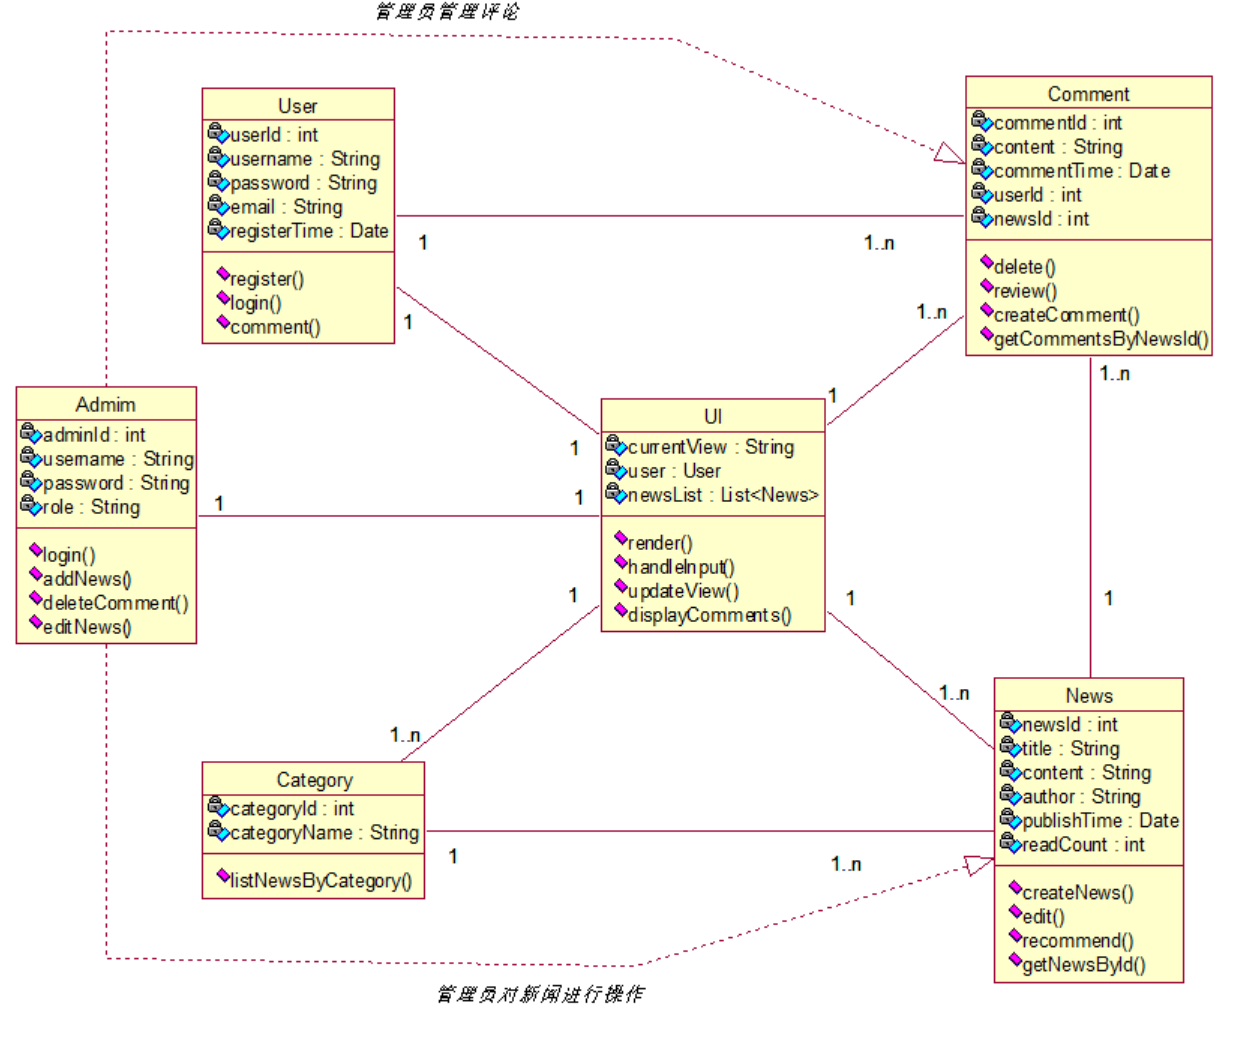 管理员管理评论
User
userId : int
username : String
password : String
email : String
registerTime : Date
register()
login()
comment()
1
1..n
1
Comment
commentId : int
content : String
commentTime : Date
userId : int
newsId : int
delete()
review()
createComment()
getCommentsByNewsId()
1..n
1..n
Admim
adminId : int
username : String
password : String
role : String
login()
addNews()
deleteComment()
editNews()
1
1
1
1
UI
currentView : String
user : User
newsList : List<News>
render()
handleInput()
updateView()
displayComments()
1
1
1
1..n
1..n
Category
categoryId : int
categoryName : String
listNewsByCategory()
1
1..n
News
newsId : int
title : String
content : String
author : String
publishTime : Date
readCount : int
createNews()
edit()
recommend()
getNewsById()
管理员对新闻进行操作